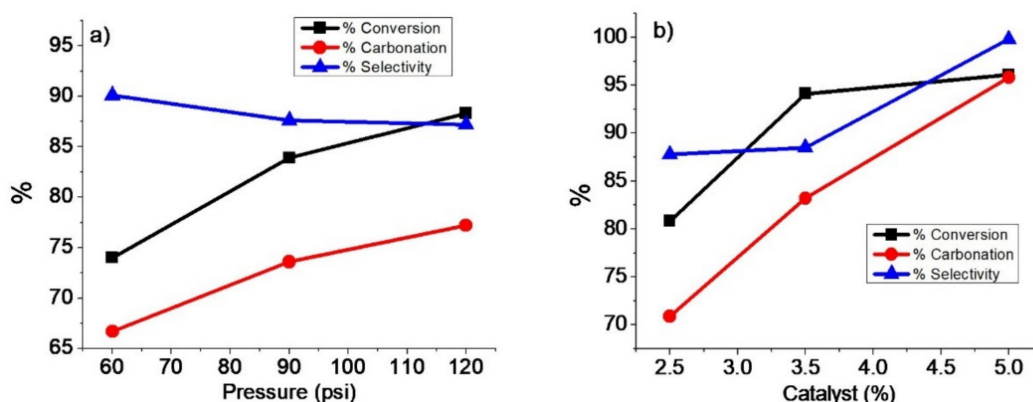 a)
% Conversion
% Carbonation
% Selectivity
95
90
85
80
75
70
65
%
60 70 80 90 100 110 120
Pressure (psi)
b)
100
95
90
85
80
75
70
%
% Conversion
% Carbonation
% Selectivity
2.5 3.0 3.5 4.0 4.5 5.0
Catalyst (%)